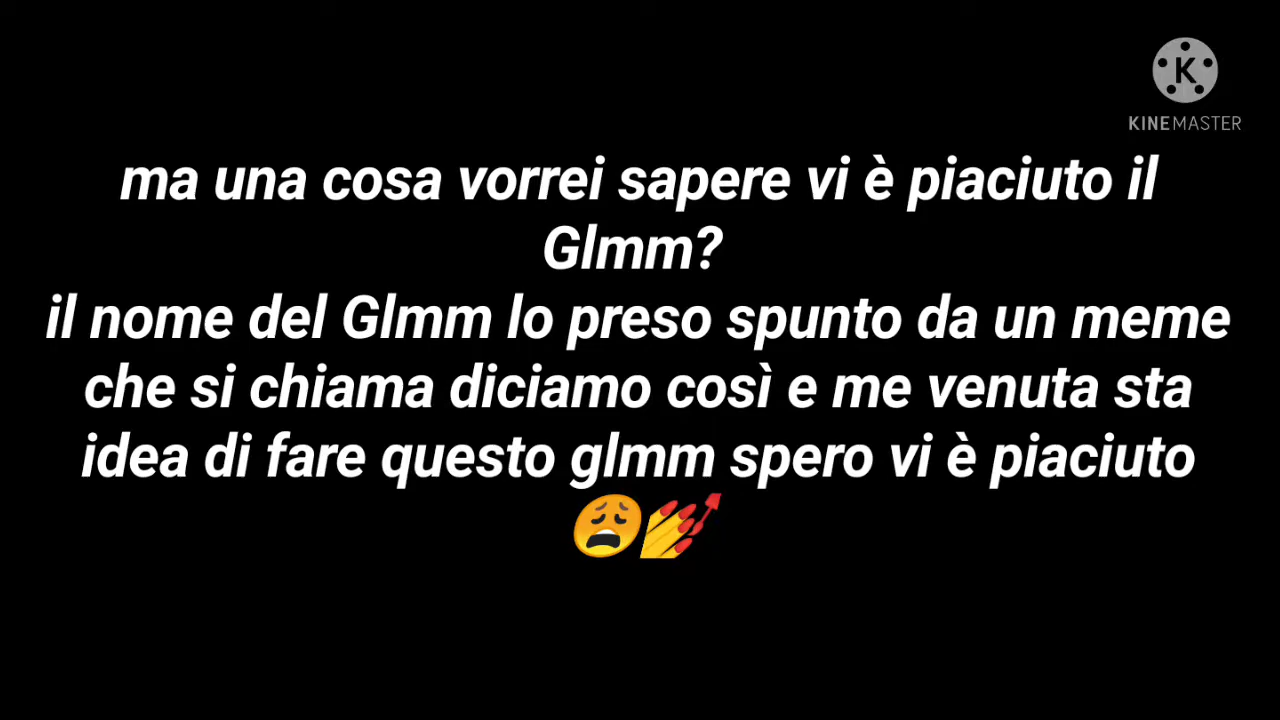 K
KINEMASTER
ma una cosa vorrei sapere vi è piaciuto il
Glmm?
il nome del Glmm lo preso spunto da un meme
che si chiama diciamo così e me venuta sta
idea di fare questo glmm spero vi è piaciuto
😩💅